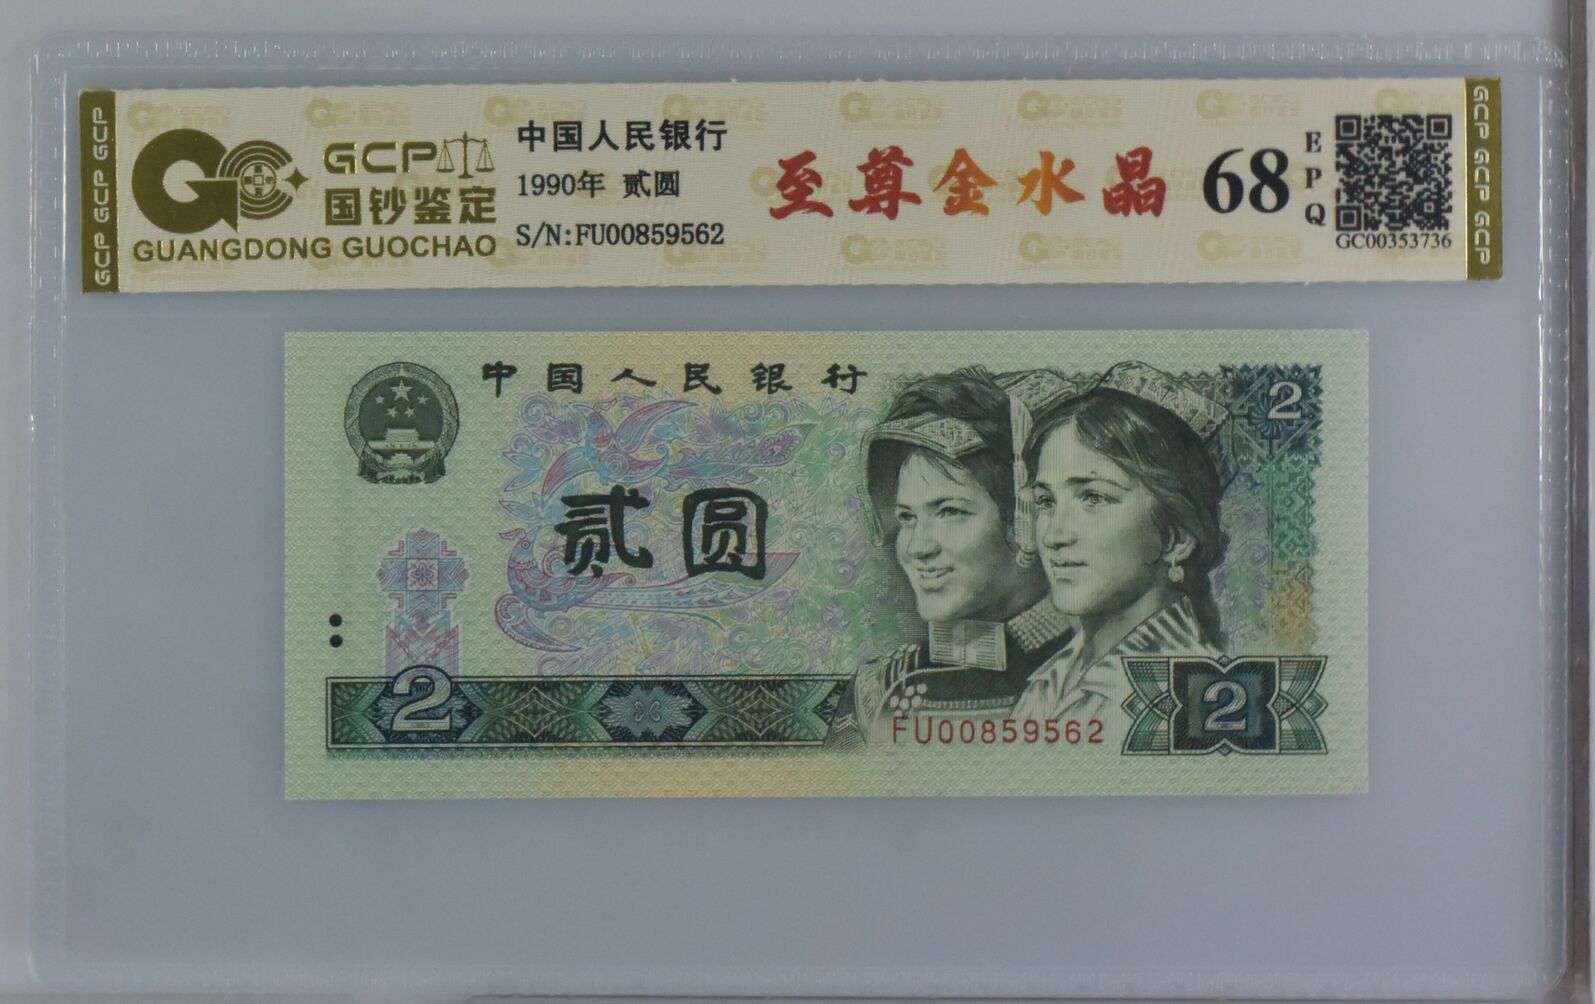 GCP GCP GCP
GCP
国钞鉴定
GUANGDONG GUOCHAO
中国人民银行
1990年 贰圆
S/N:FU00859562
至尊金水晶
68
EPQ
GC00353736
GCP GCP GCP
中国人民银行
2
贰圆
2
FU00859562
2